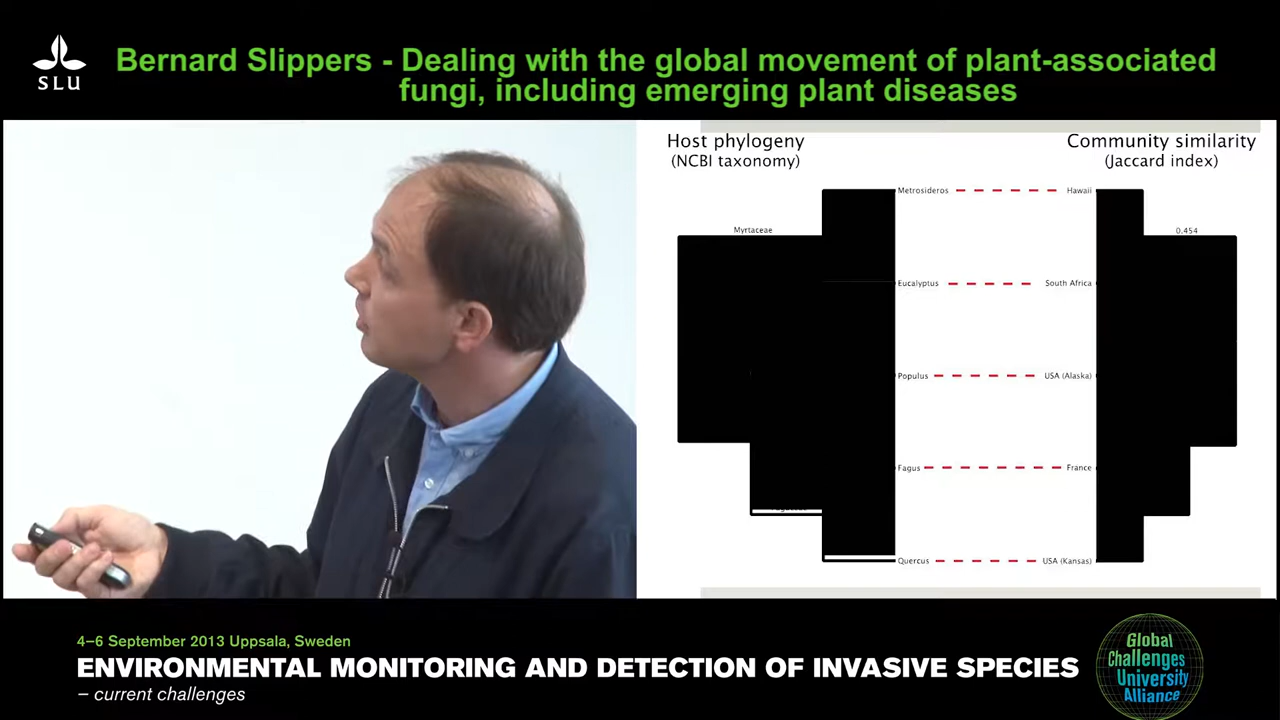 SLU
Bernard Slippers - Dealing with the global movement of plant-associated
fungi, including emerging plant diseases
Host phylogeny
(NCBI taxonomy)
Community similarity
(Jaccard index)
Metrosideros
Hawaii
Myrtaceae
0.454
Eucalyptus
South Africa
Populus
USA (Alaska)
Fagus
France
Quercus
USA (Kansas)
4–6 September 2013 Uppsala, Sweden
ENVIRONMENTAL MONITORING AND DETECTION OF INVASIVE SPECIES
– current challenges
Global
Challenges
University
Alliance